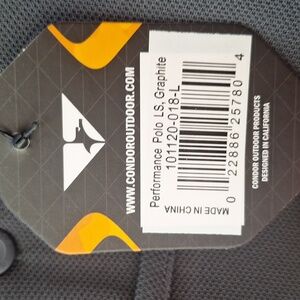 WWW.CONDOROUTDOOR.COM
Performance Polo LS, Graphite
101120-018-L
0 22886 25780 4
MADE IN CHINA
CONDOR OUTDOOR PRODUCTS
DESIGNED IN CALIFORNIA